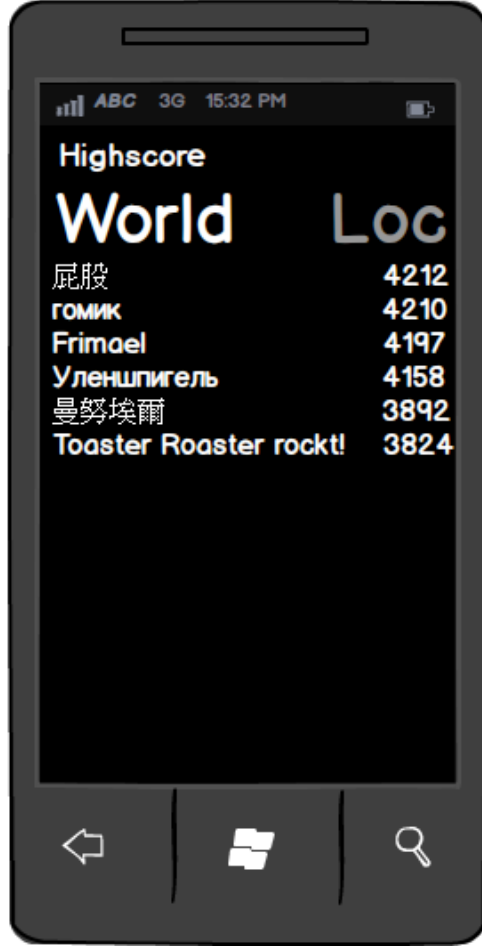 ABC 3G 15:32 PM
Highscore
World Loc
屁股 4212
гомик 4210
Frimael 4197
Уленшпигель 4158
曼努埃爾 3892
Toaster Roaster rockt! 3824